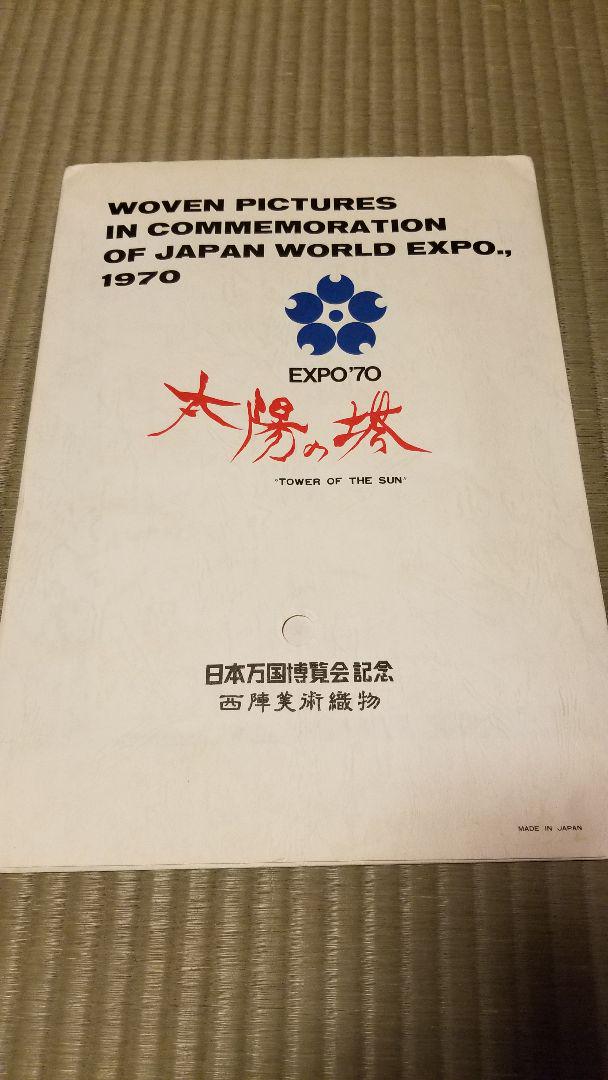 WOVEN PICTURES
IN COMMEMORATION
OF JAPAN WORLD EXPO.,
1970
EXPO'70
太陽の塔
"TOWER OF THE SUN"
日本万国博覧会記念
西陣美術織物
MADE IN JAPAN